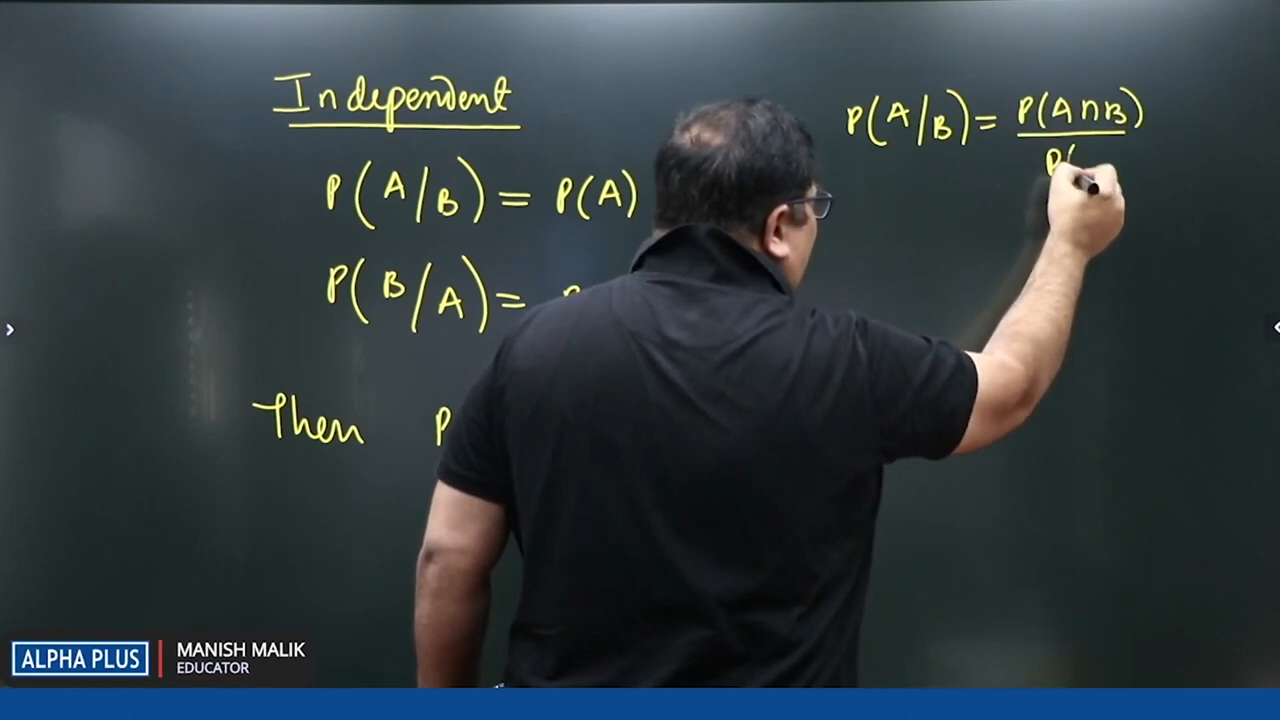 Independent
P(A/B) = P(A)
P(B/A) =
Then P
P(A/B) = P(A∩B)
P(
ALPHA PLUS
MANISH MALIK
EDUCATOR